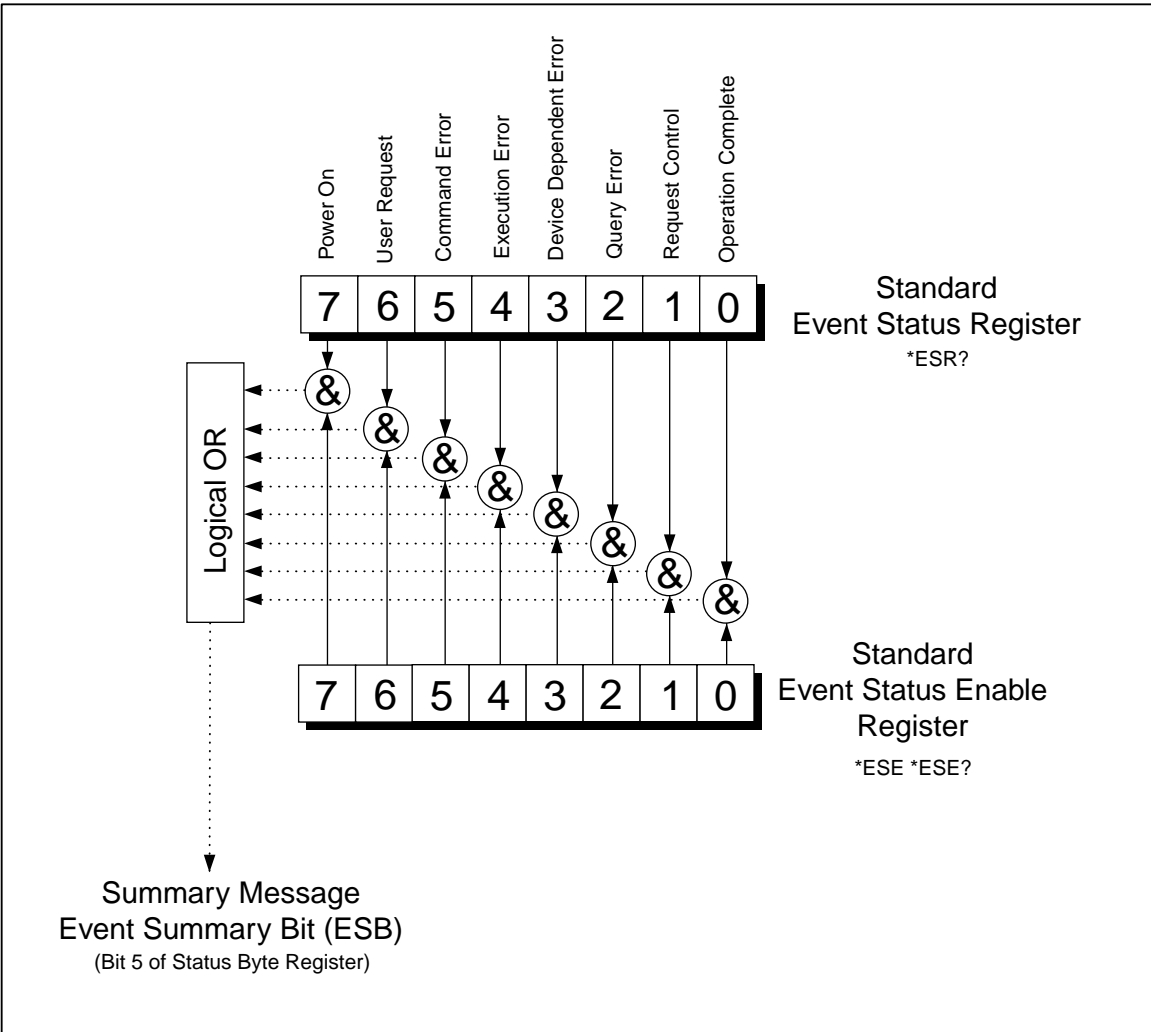 Power On
User Request
Command Error
Execution Error
Device Dependent Error
Query Error
Request Control
Operation Complete
7 6 5 4 3 2 1 0
Standard
Event Status Register
*ESR?
&
&
&
&
&
&
&
&
Logical OR
7 6 5 4 3 2 1 0
Standard
Event Status Enable
Register
*ESE *ESE?
Summary Message
Event Summary Bit (ESB)
(Bit 5 of Status Byte Register)